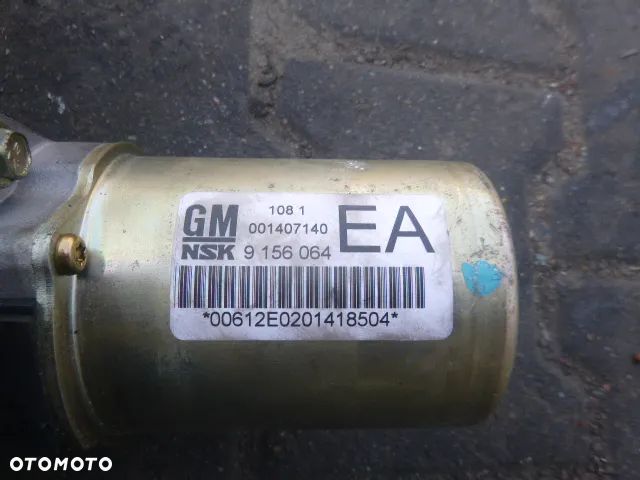 GM 108 1
001407140 EA
NSK 9 156 064
*00612E0201418504*
OTOMOTO